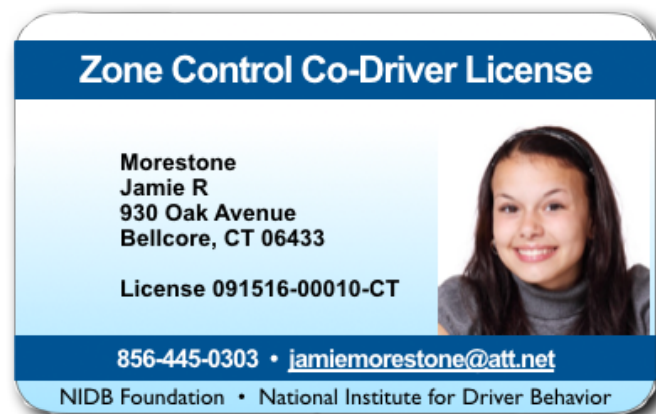 Zone Control Co-Driver License
Morestone
Jamie R
930 Oak Avenue
Bellcore, CT 06433
License 091516-00010-CT
856-445-0303 • jamiemorestone@att.net
NIDB Foundation • National Institute for Driver Behavior